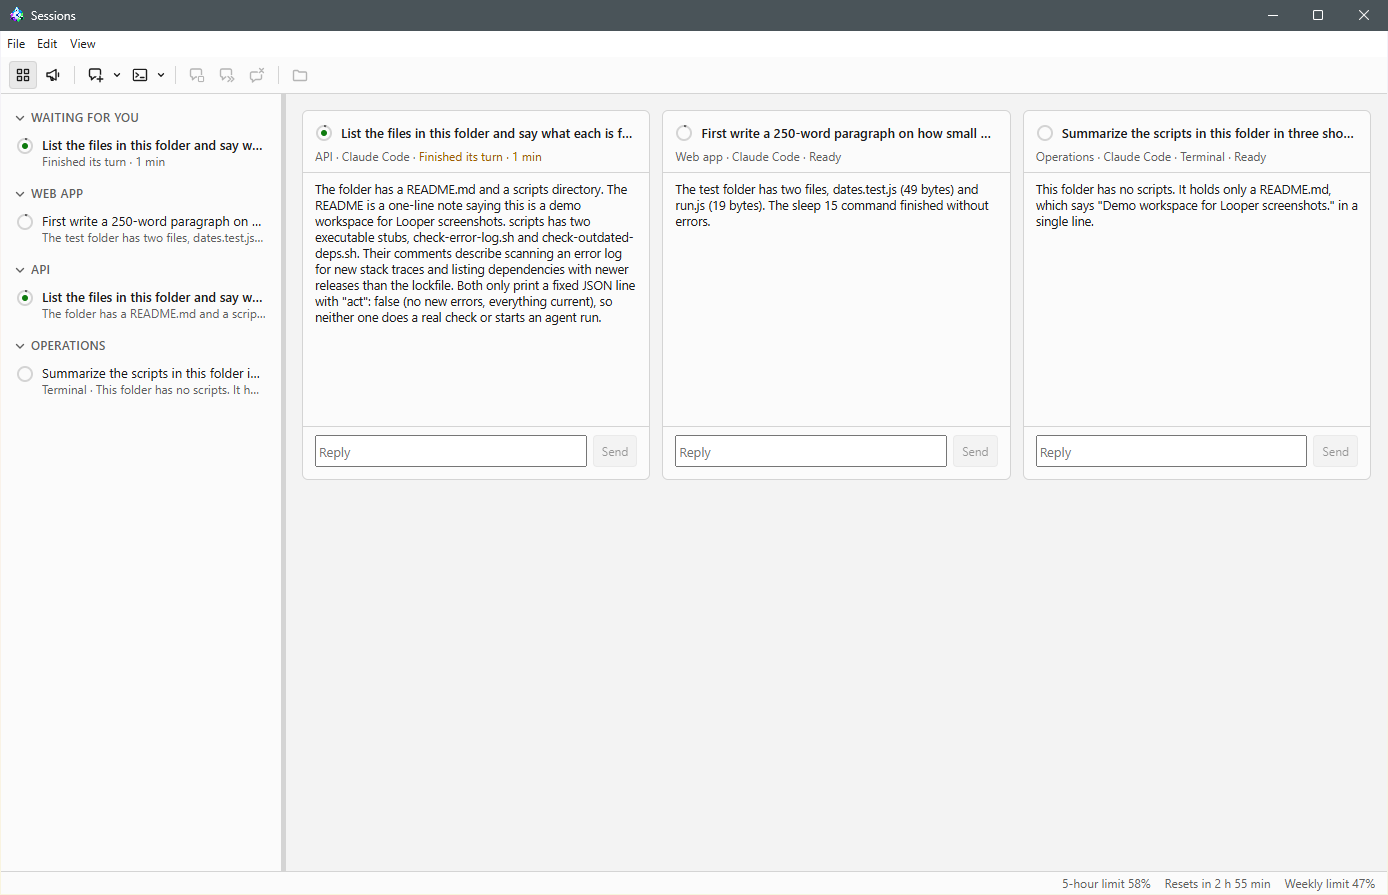 Sessions
File Edit View
WAITING FOR YOU
List the files in this folder and say w...
Finished its turn · 1 min
WEB APP
First write a 250-word paragraph on ...
The test folder has two files, dates.test.js...
API
List the files in this folder and say w...
The folder has a README.md and a scrip...
OPERATIONS
Summarize the scripts in this folder i...
Terminal · This folder has no scripts. It h...
List the files in this folder and say what each is f...
API · Claude Code · Finished its turn · 1 min
The folder has a README.md and a scripts directory. The
README is a one-line note saying this is a demo
workspace for Looper screenshots. scripts has two
executable stubs, check-error-log.sh and check-outdated-
deps.sh. Their comments describe scanning an error log
for new stack traces and listing dependencies with newer
releases than the lockfile. Both only print a fixed JSON line
with "act": false (no new errors, everything current), so
neither one does a real check or starts an agent run.
Reply
Send
First write a 250-word paragraph on how small ...
Web app · Claude Code · Ready
The test folder has two files, dates.test.js (49 bytes) and
run.js (19 bytes). The sleep 15 command finished without
errors.
Reply
Send
Summarize the scripts in this folder in three sho...
Operations · Claude Code · Terminal · Ready
This folder has no scripts. It holds only a README.md,
which says "Demo workspace for Looper screenshots." in a
single line.
Reply
Send
5-hour limit 58% Resets in 2 h 55 min Weekly limit 47%